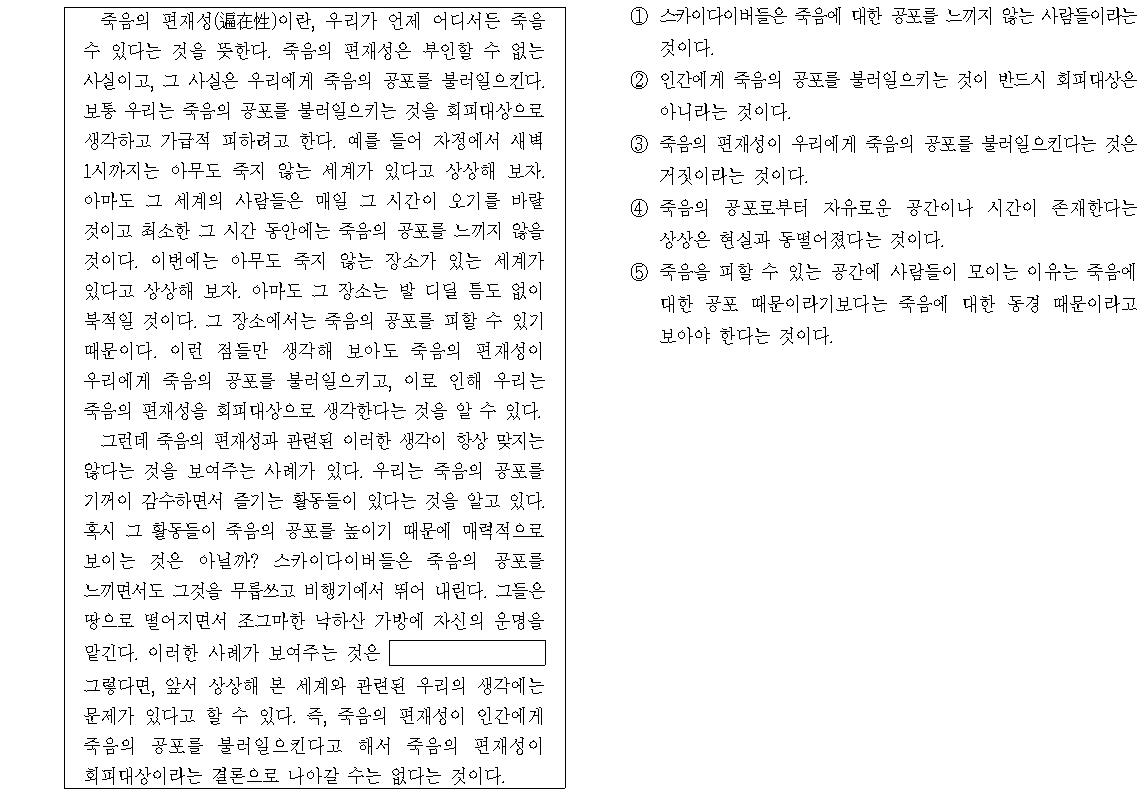 죽음의 편재성(遍在性)이란, 우리가 언제 어디서든 죽을
수 있다는 것을 뜻한다. 죽음의 편재성은 부인할 수 없는
사실이고, 그 사실은 우리에게 죽음의 공포를 불러일으킨다.
보통 우리는 죽음의 공포를 불러일으키는 것을 회피대상으로
생각하고 가급적 피하려고 한다. 예를 들어 자정에서 새벽
1시까지는 아무도 죽지 않는 세계가 있다고 상상해 보자.
아마도 그 세계의 사람들은 매일 그 시간이 오기를 바랄
것이고 최소한 그 시간 동안에는 죽음의 공포를 느끼지 않을
것이다. 이번에는 아무도 죽지 않는 장소가 있는 세계가
있다고 상상해 보자. 아마도 그 장소는 발 디딜 틈도 없이
북적일 것이다. 그 장소에서는 죽음의 공포를 피할 수 있기
때문이다. 이런 점들만 생각해 보아도 죽음의 편재성이
우리에게 죽음의 공포를 불러일으키고, 이로 인해 우리는
죽음의 편재성을 회피대상으로 생각한다는 것을 알 수 있다.
그런데 죽음의 편재성과 관련된 이러한 생각이 항상 맞지는
않다는 것을 보여주는 사례가 있다. 우리는 죽음의 공포를
기꺼이 감수하면서 즐기는 활동들이 있다는 것을 알고 있다.
혹시 그 활동들이 죽음의 공포를 높이기 때문에 매력적으로
보이는 것은 아닐까? 스카이다이버들은 죽음의 공포를
느끼면서도 그것을 무릅쓰고 비행기에서 뛰어 내린다. 그들은
땅으로 떨어지면서 조그마한 낙하산 가방에 자신의 운명을
맡긴다. 이러한 사례가 보여주는 것은
그렇다면, 앞서 상상해 본 세계와 관련된 우리의 생각에는
문제가 있다고 할 수 있다. 즉, 죽음의 편재성이 인간에게
죽음의 공포를 불러일으킨다고 해서 죽음의 편재성이
회피대상이라는 결론으로 나아갈 수는 없다는 것이다.
① 스카이다이버들은 죽음에 대한 공포를 느끼지 않는 사람들이라는
것이다.
② 인간에게 죽음의 공포를 불러일으키는 것이 반드시 회피대상은
아니라는 것이다.
③ 죽음의 편재성이 우리에게 죽음의 공포를 불러일으킨다는 것은
거짓이라는 것이다.
④ 죽음의 공포로부터 자유로운 공간이나 시간이 존재한다는
상상은 현실과 동떨어졌다는 것이다.
⑤ 죽음을 피할 수 있는 공간에 사람들이 모이는 이유는 죽음에
대한 공포 때문이라기보다는 죽음에 대한 동경 때문이라고
보아야 한다는 것이다.